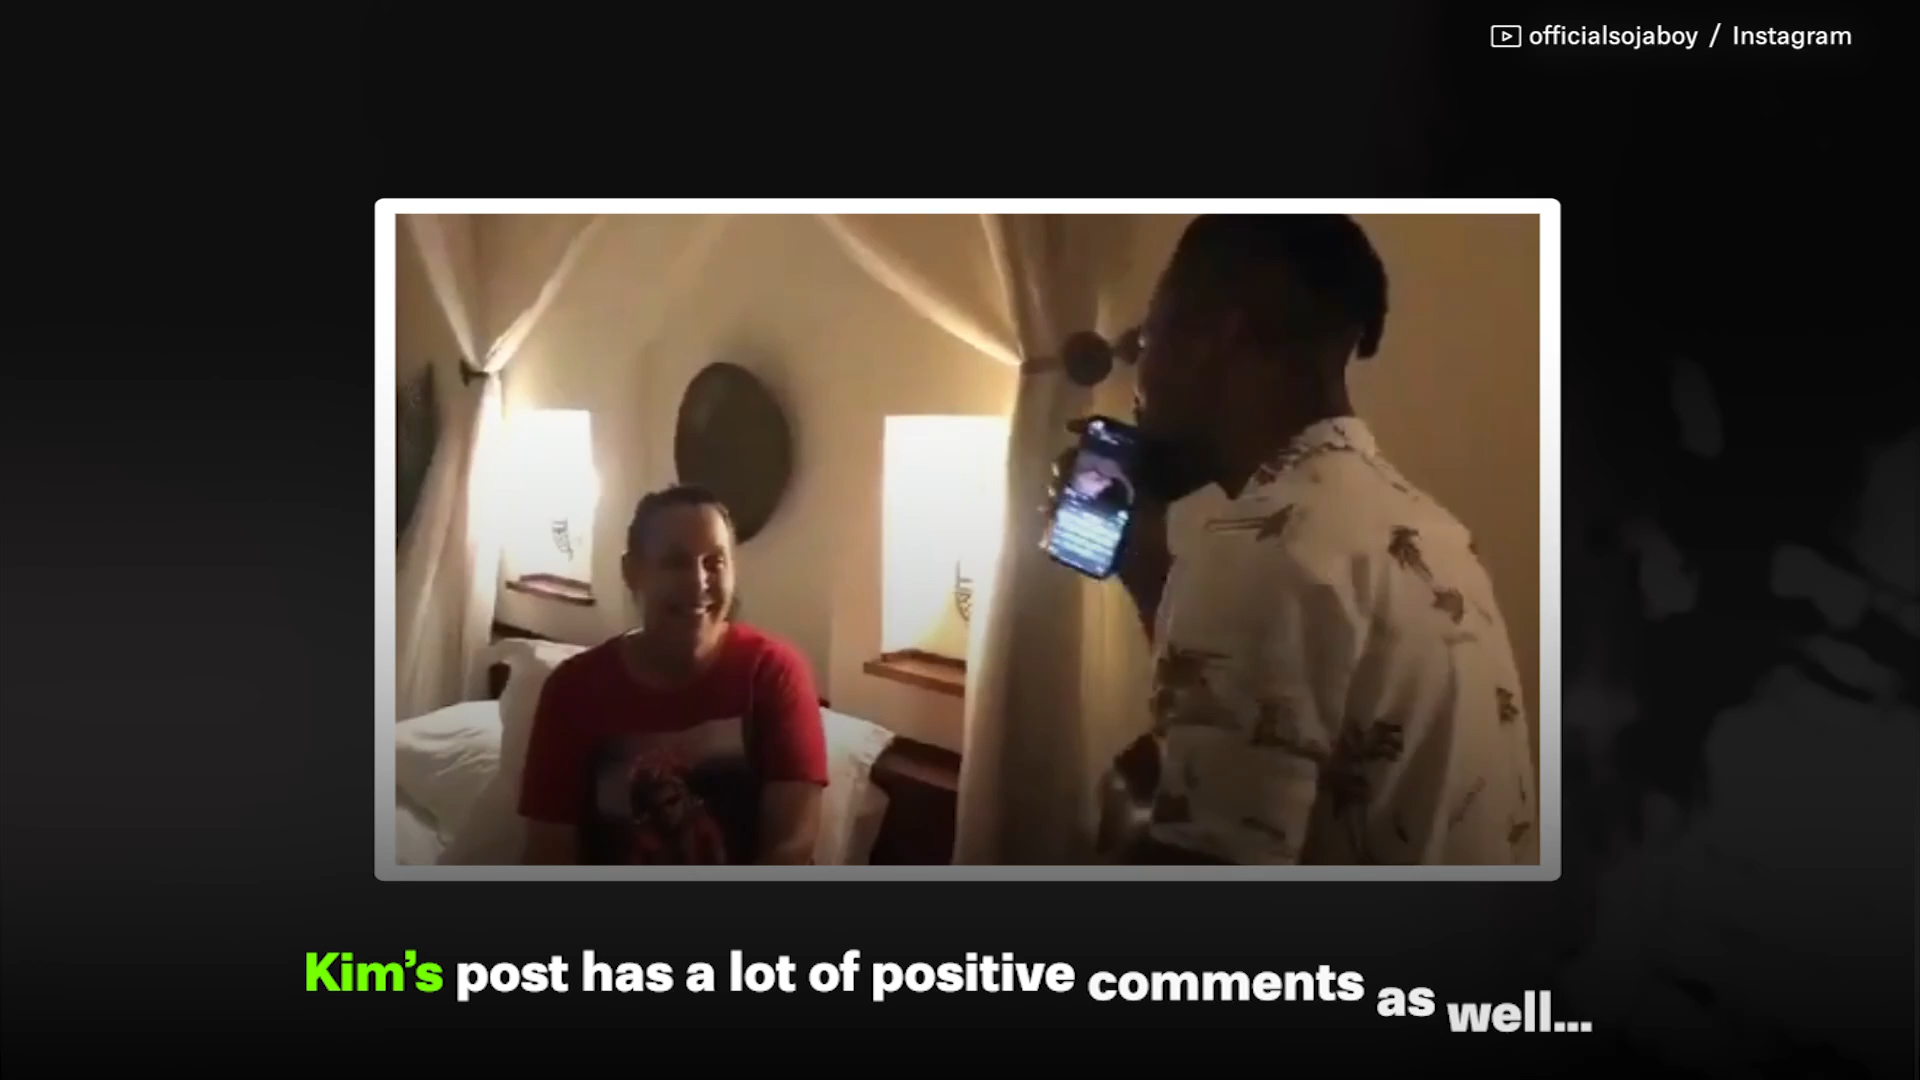 officialsojaboy / Instagram
Kim's post has a lot of positive comments as well...